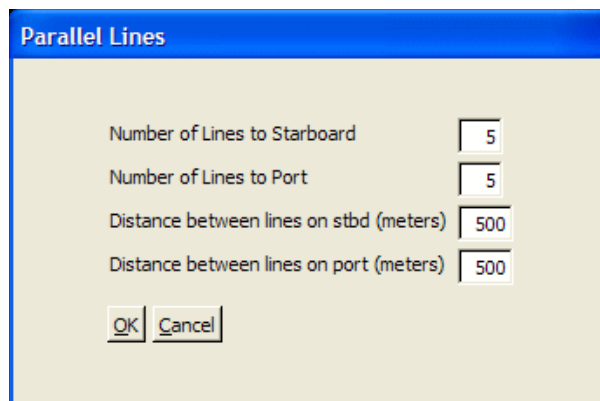 Parallel Lines
Number of Lines to Starboard 5
Number of Lines to Port 5
Distance between lines on stbd (meters) 500
Distance between lines on port (meters) 500
OK Cancel